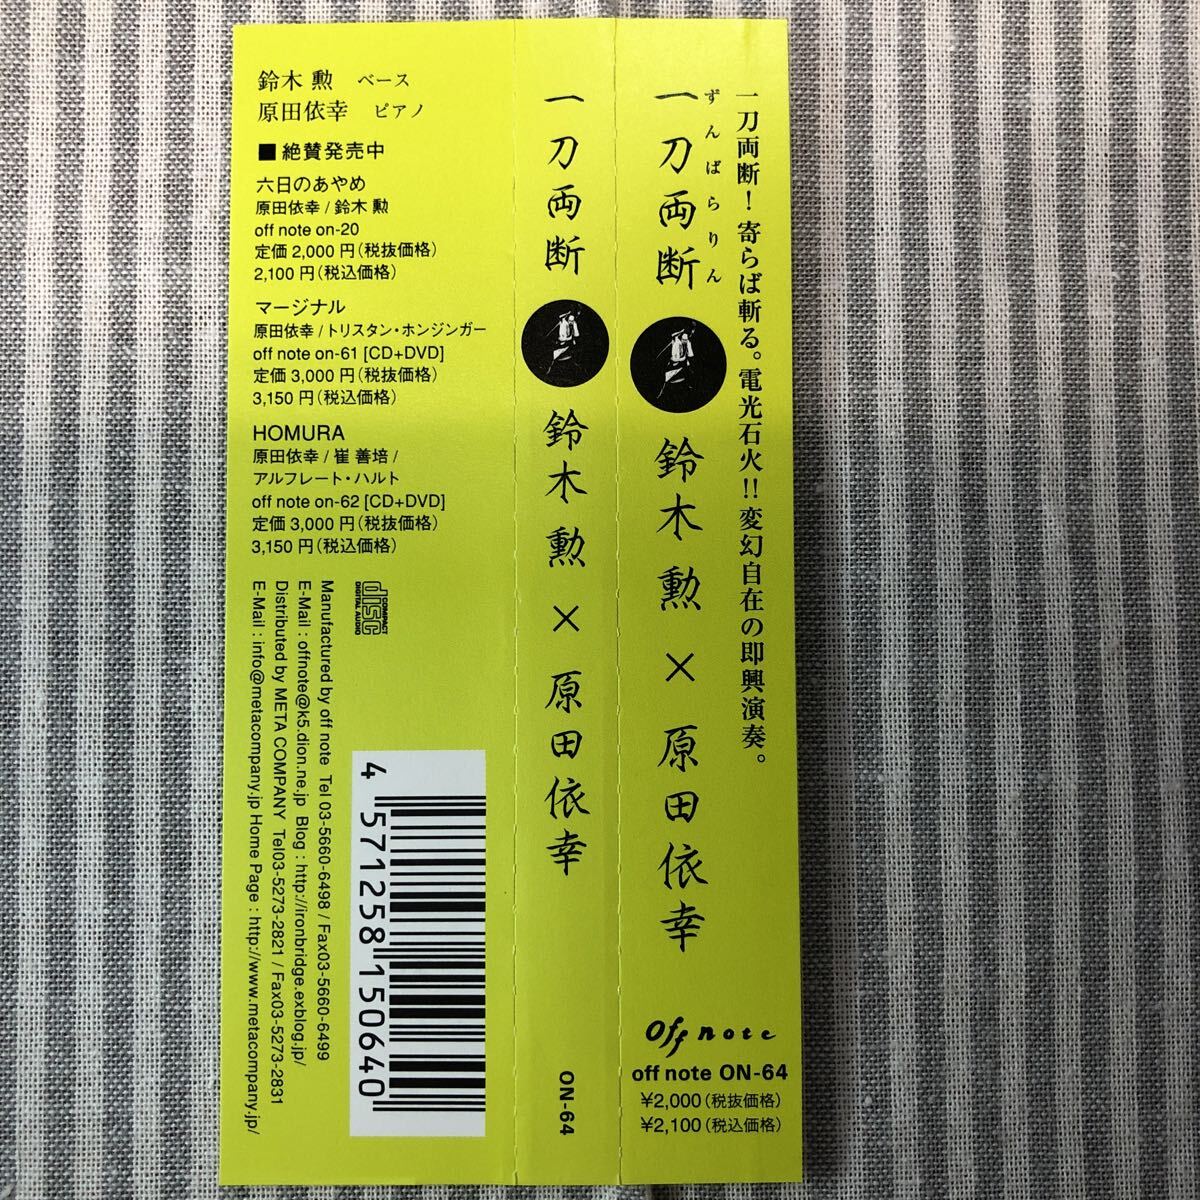 一刀両断！寄らば斬る。電光石火!!変幻自在の即興演奏。
ずんばらりん
一刀両断
鈴木勲×原田依幸
off note
off note ON-64
¥2,000（税抜価格）
¥2,100（税込価格）
一刀両断
鈴木勲×原田依幸
ON-64
鈴木 勲　ベース
原田依幸　ピアノ
■絶賛発売中
六日のあやめ
原田依幸 / 鈴木 勲
off note on-20
定価 2,000 円（税抜価格）
2,100 円（税込価格）
マージナル
原田依幸 / トリスタン・ホンジンガー
off note on-61 [CD+DVD]
定価 3,000 円（税抜価格）
3,150 円（税込価格）
HOMURA
原田依幸 / 崔 善培 /
アルフレート・ハルト
off note on-62 [CD+DVD]
定価 3,000 円（税抜価格）
3,150 円（税込価格）
COMPACT
disc
DIGITAL AUDIO
Manufactured by off note Tel 03-5660-6498 / Fax03-5660-6499
E-Mail : offnote@k5.dion.ne.jp Blog : http://ironbridge.exblog.jp/
Distributed by META COMPANY Tel03-5273-2821 / Fax03-5273-2831
E-Mail : info@metacompany.jp Home Page : http://www.metacompany.jp/
4 571258 150640